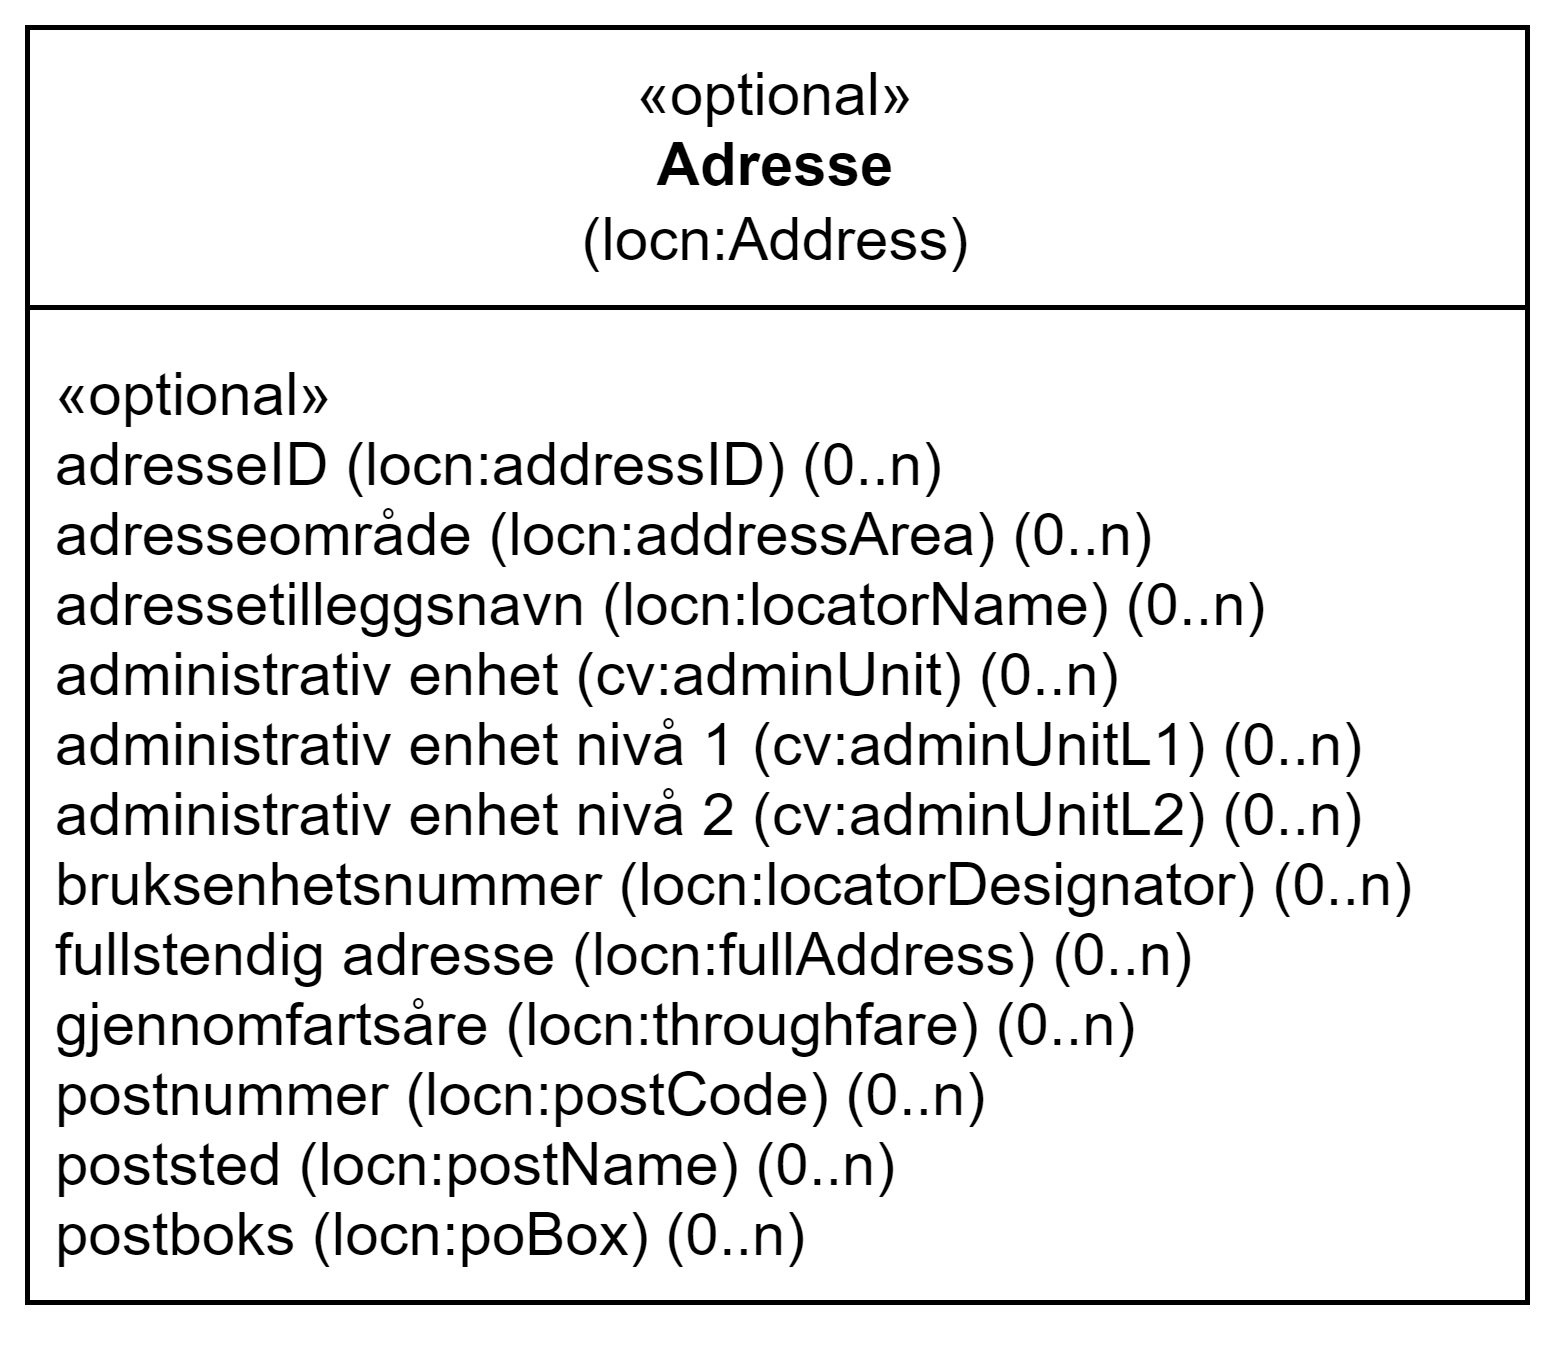 «optional»
Adresse
(locn:Address)
«optional»
adresseID (locn:addressID) (0..n)
adresseområde (locn:addressArea) (0..n)
adressetilleggsnavn (locn:locatorName) (0..n)
administrativ enhet (cv:adminUnit) (0..n)
administrativ enhet nivå 1 (cv:adminUnitL1) (0..n)
administrativ enhet nivå 2 (cv:adminUnitL2) (0..n)
bruksenhetsnummer (locn:locatorDesignator) (0..n)
fullstendig adresse (locn:fullAddress) (0..n)
gjennomfartsåre (locn:throughfare) (0..n)
postnummer (locn:postCode) (0..n)
poststed (locn:postName) (0..n)
postboks (locn:poBox) (0..n)